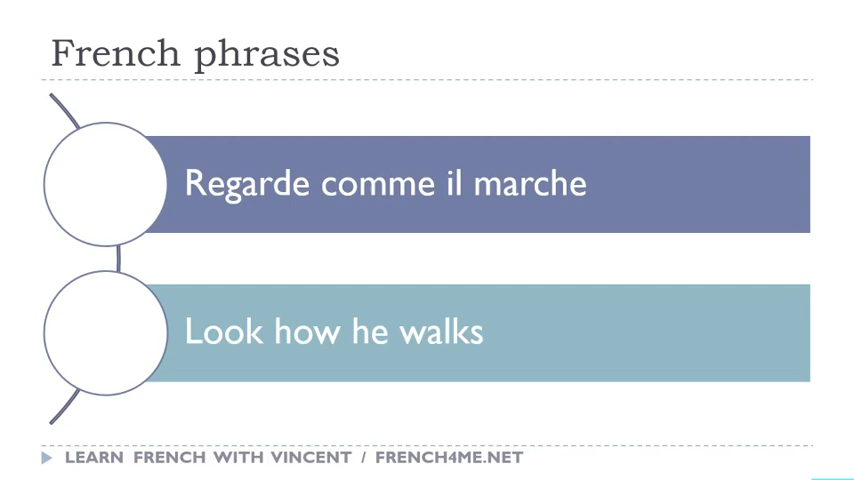 French phrases
Regarde comme il marche
Look how he walks
LEARN FRENCH WITH VINCENT / FRENCH4ME.NET